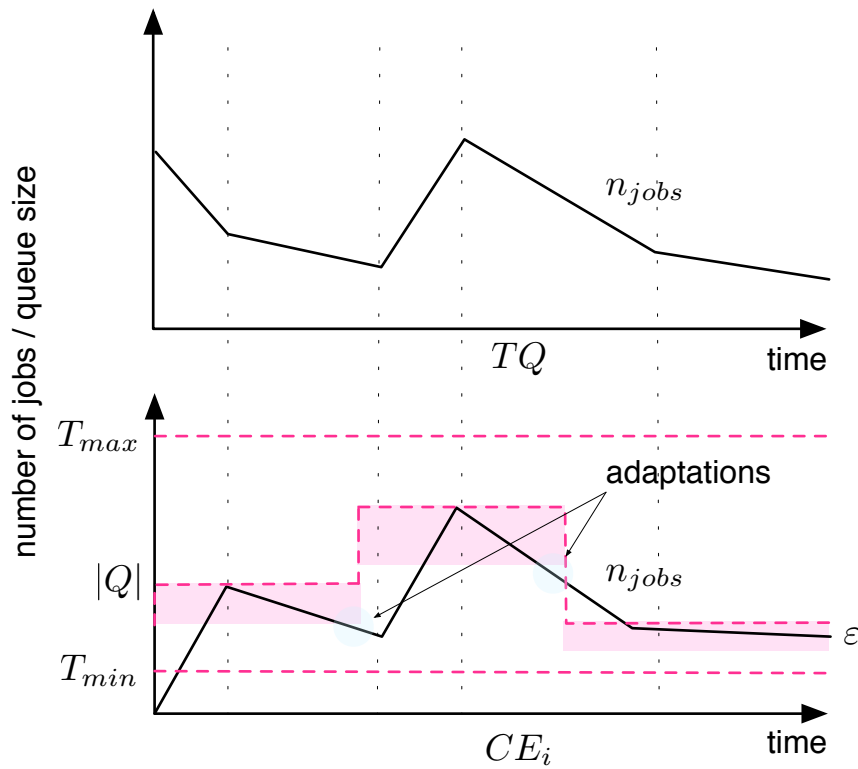 number of jobs / queue size
n_{jobs}
TQ
time
T_{max}
adaptations
|Q|
n_{jobs}
ε
T_{min}
CE_i
time